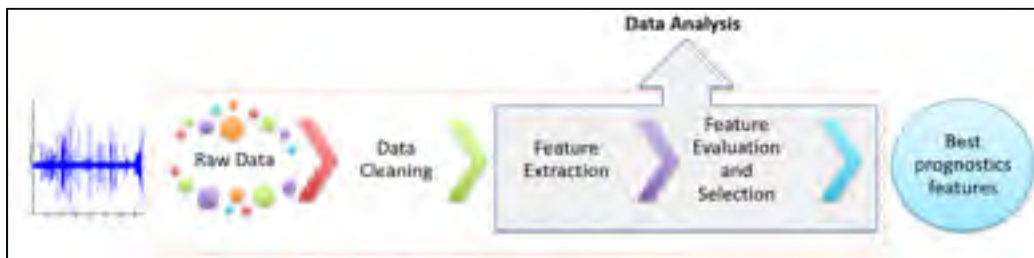 Data Analysis
Raw Data
Data
Cleaning
Feature
Extraction
Feature
Evaluation
and
Selection
Best
prognostics
features